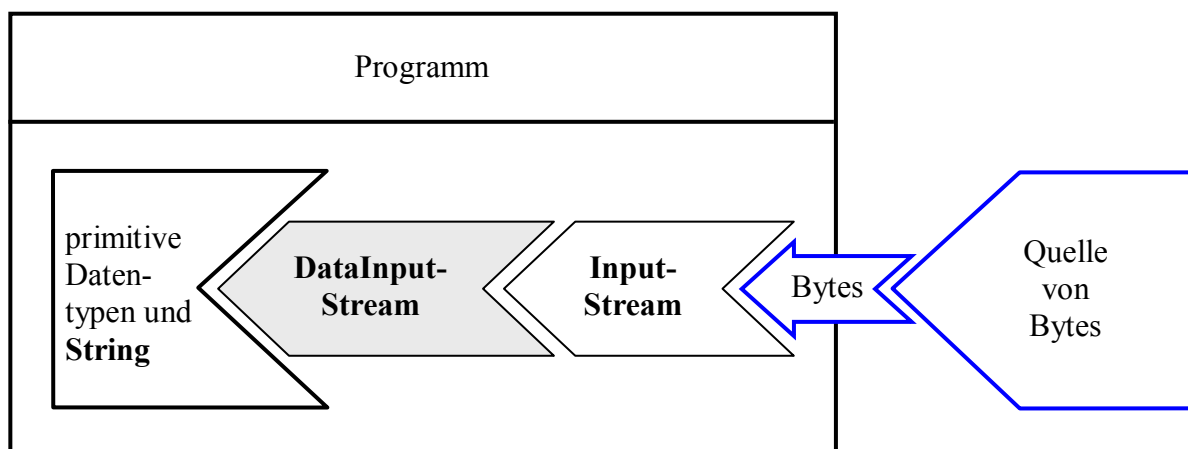 Programm
primitive
Daten-
typen und
String
DataInput-
Stream
Input-
Stream
Bytes
Quelle
von
Bytes